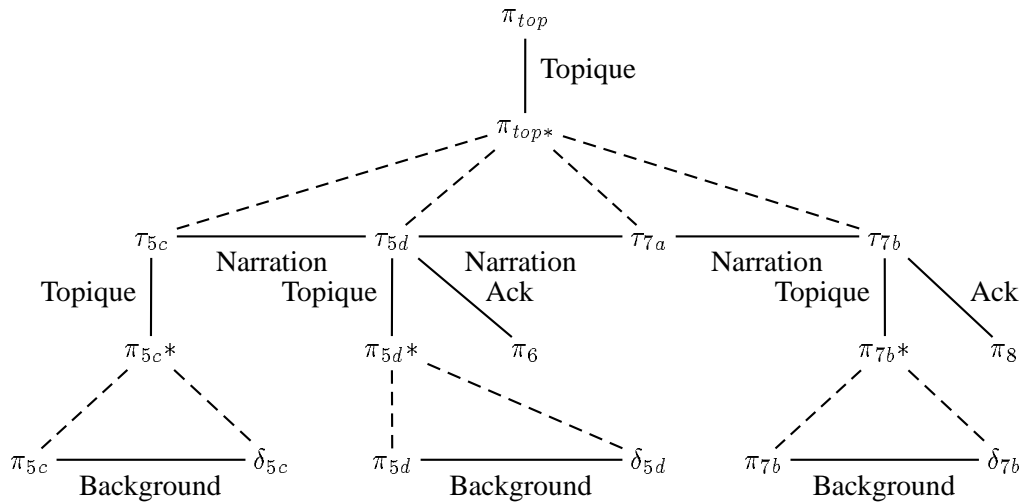 π_top
Topique
π_top*
τ_5c τ_5d τ_7a τ_7b
Narration Narration Narration
Topique Topique Ack Topique Ack
π_5c* π_5d* π_6 π_7b* π_8
π_5c δ_5c π_5d δ_5d π_7b δ_7b
Background Background Background